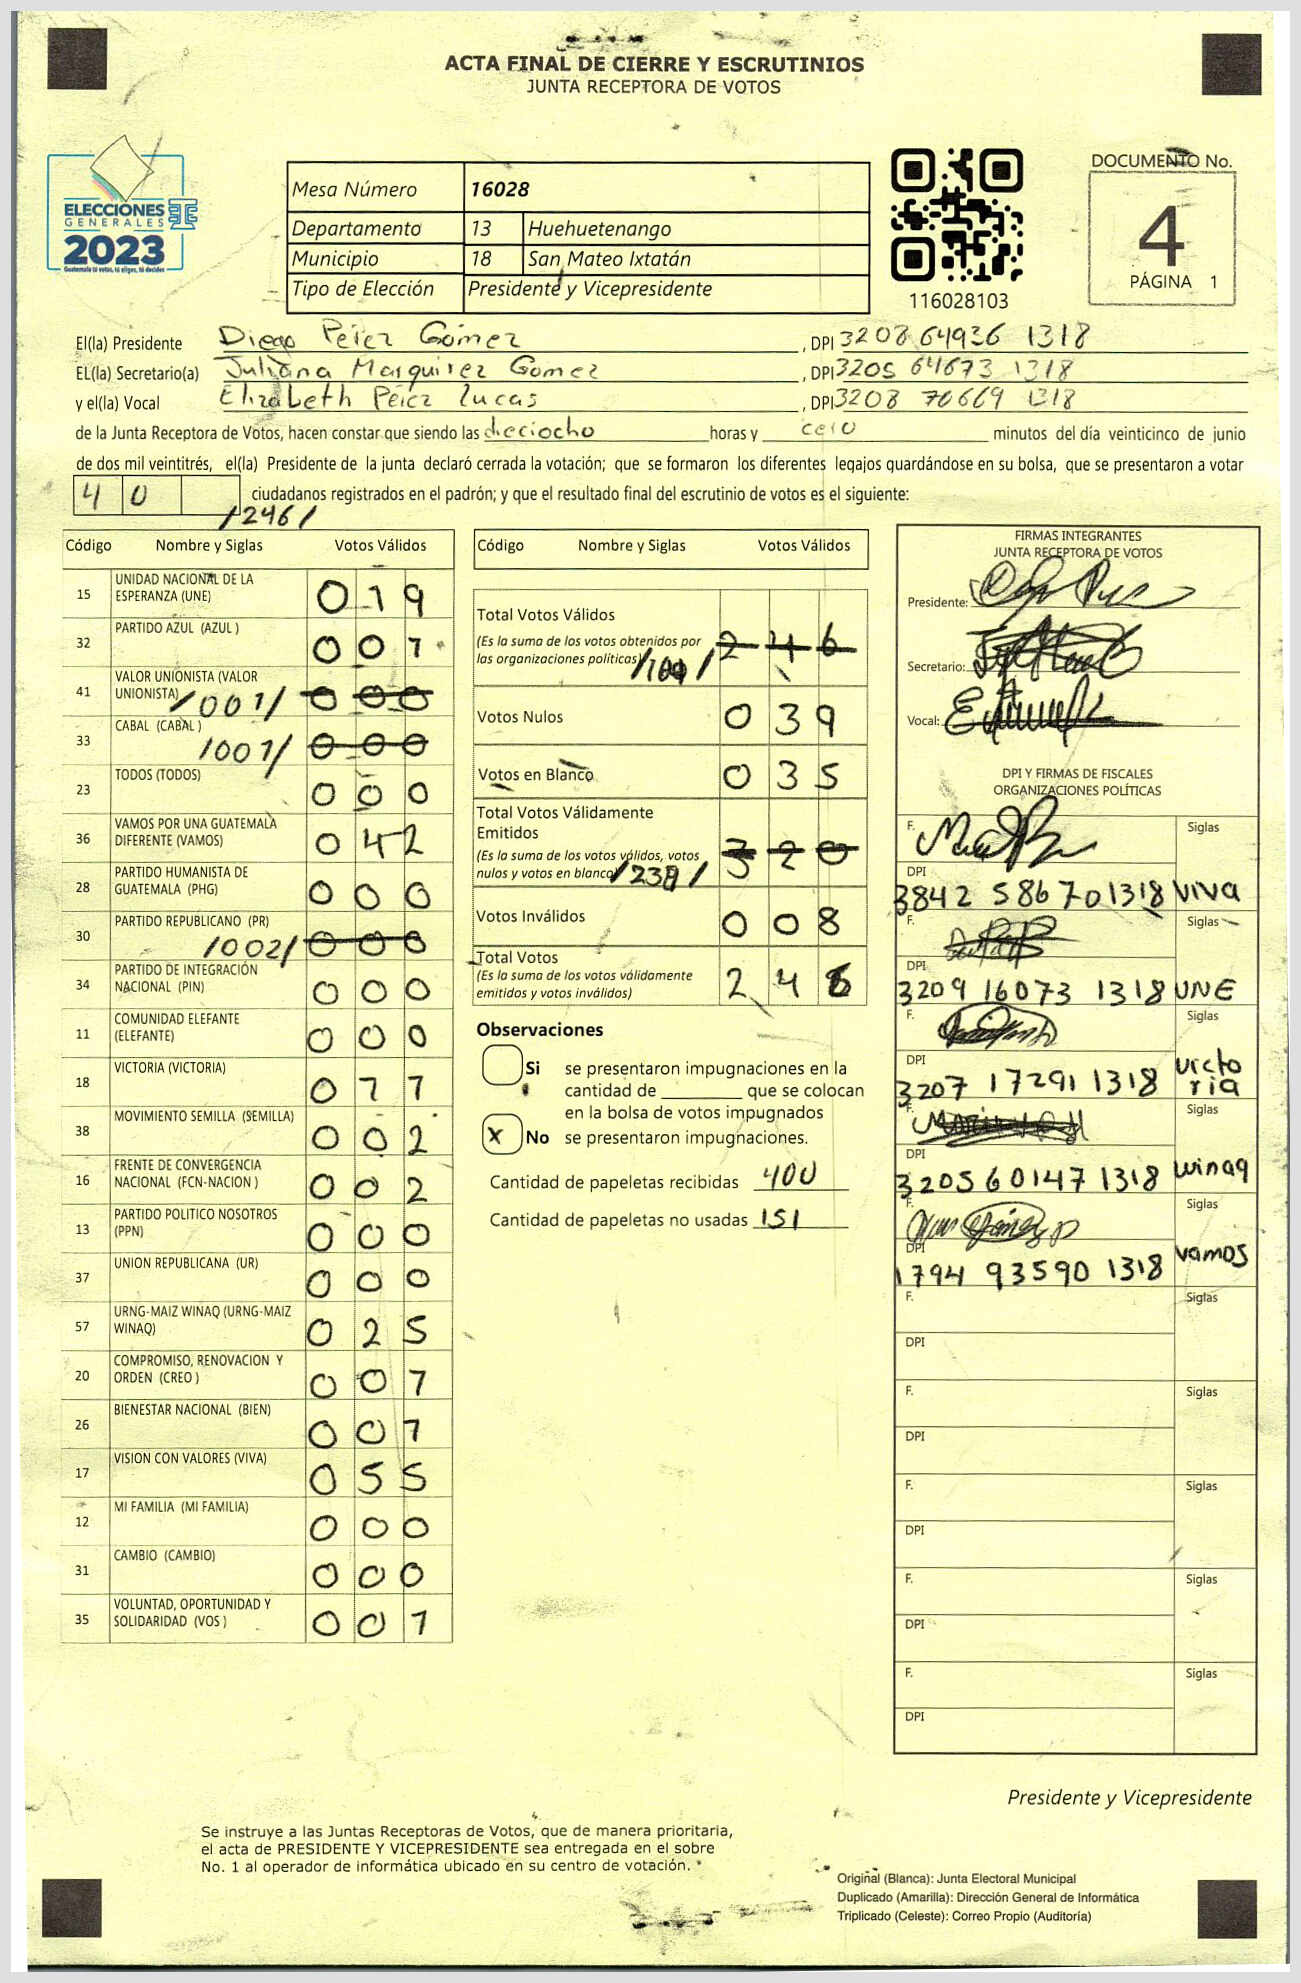 ACTA FINAL DE CIERRE Y ESCRUTINIOS
JUNTA RECEPTORA DE VOTOS
ELECCIONES
GENERALES
2023
Guatemala tú votas, tú eliges, tú decides
Mesa Número 16028
Departamento 13 Huehuetenango
Municipio 18 San Mateo Ixtatán
Tipo de Elección Presidente y Vicepresidente
116028103
DOCUMENTO No.
4
PÁGINA 1
El(la) Presidente Diego Pérez Gómez , DPI 3208 64936 1318
EL(la) Secretario(a) Juliana Marquirez Gomez , DPI 3205 64673 1318
y el(la) Vocal Elizabeth Pérez Lucas , DPI 3208 70669 1318
de la Junta Receptora de Votos, hacen constar que siendo las dieciocho horas y cero minutos del día veinticinco de junio
de dos mil veintitrés, el(la) Presidente de la junta declaró cerrada la votación; que se formaron los diferentes legajos guardándose en su bolsa, que se presentaron a votar
4 0 ciudadanos registrados en el padrón; y que el resultado final del escrutinio de votos es el siguiente:
/246/
Código Nombre y Siglas Votos Válidos
15 UNIDAD NACIONAL DE LA ESPERANZA (UNE) 0 1 9
32 PARTIDO AZUL (AZUL ) 0 0 1
41 VALOR UNIONISTA (VALOR UNIONISTA) /001/ 0 0 0
33 CABAL (CABAL ) /001/ 0 0 0
23 TODOS (TODOS) 0 0 0
36 VAMOS POR UNA GUATEMALA DIFERENTE (VAMOS) 0 4 2
28 PARTIDO HUMANISTA DE GUATEMALA (PHG) 0 0 0
30 PARTIDO REPUBLICANO (PR) /002/ 0 0 0
34 PARTIDO DE INTEGRACIÓN NACIONAL (PIN) 0 0 0
11 COMUNIDAD ELEFANTE (ELEFANTE) 0 0 0
18 VICTORIA (VICTORIA) 0 1 1
38 MOVIMIENTO SEMILLA (SEMILLA) 0 0 2
16 FRENTE DE CONVERGENCIA NACIONAL (FCN-NACION ) 0 0 2
13 PARTIDO POLITICO NOSOTROS (PPN) 0 0 0
37 UNION REPUBLICANA (UR) 0 0 0
57 URNG-MAIZ WINAQ (URNG-MAIZ WINAQ) 0 2 5
20 COMPROMISO, RENOVACION Y ORDEN (CREO ) 0 0 1
26 BIENESTAR NACIONAL (BIEN) 0 0 1
17 VISION CON VALORES (VIVA) 0 5 5
12 MI FAMILIA (MI FAMILIA) 0 0 0
31 CAMBIO (CAMBIO) 0 0 0
35 VOLUNTAD, OPORTUNIDAD Y SOLIDARIDAD (VOS ) 0 0 1
Código Nombre y Siglas Votos Válidos
Total Votos Válidos 2 4 6
(Es la suma de los votos obtenidos por
las organizaciones políticas)
Votos Nulos 0 3 9
Votos en Blanco 0 3 5
Total Votos Válidamente
Emitidos 3 2 0
(Es la suma de los votos válidos, votos
nulos y votos en blanco)
Votos Inválidos 0 0 8
Total Votos 2 4 6
(Es la suma de los votos válidamente
emitidos y votos inválidos)
Observaciones
Si se presentaron impugnaciones en la
cantidad de ________ que se colocan
en la bolsa de votos impugnados
x No se presentaron impugnaciones.
Cantidad de papeletas recibidas 400
Cantidad de papeletas no usadas 151
FIRMAS INTEGRANTES
JUNTA RECEPTORA DE VOTOS
Presidente:
Secretario:
Vocal:
DPI Y FIRMAS DE FISCALES
ORGANIZACIONES POLÍTICAS
F. Siglas
DPI
3842 58670 1318 VIVA
F. Siglas
DPI
3209 16073 1318 UNE
F. Siglas
DPI
3207 17291 1318 victoria
F. Siglas
DPI
3205 60147 1318 winaq
F. Siglas
DPI
1794 93590 1318 vamos
F. Siglas
DPI
F. Siglas
DPI
F. Siglas
DPI
F. Siglas
DPI
F. Siglas
DPI
Presidente y Vicepresidente
Se instruye a las Juntas Receptoras de Votos, que de manera prioritaria,
el acta de PRESIDENTE Y VICEPRESIDENTE sea entregada en el sobre
No. 1 al operador de informática ubicado en su centro de votación.
Original (Blanca): Junta Electoral Municipal
Duplicado (Amarilla): Dirección General de Informática
Triplicado (Celeste): Correo Propio (Auditoría)